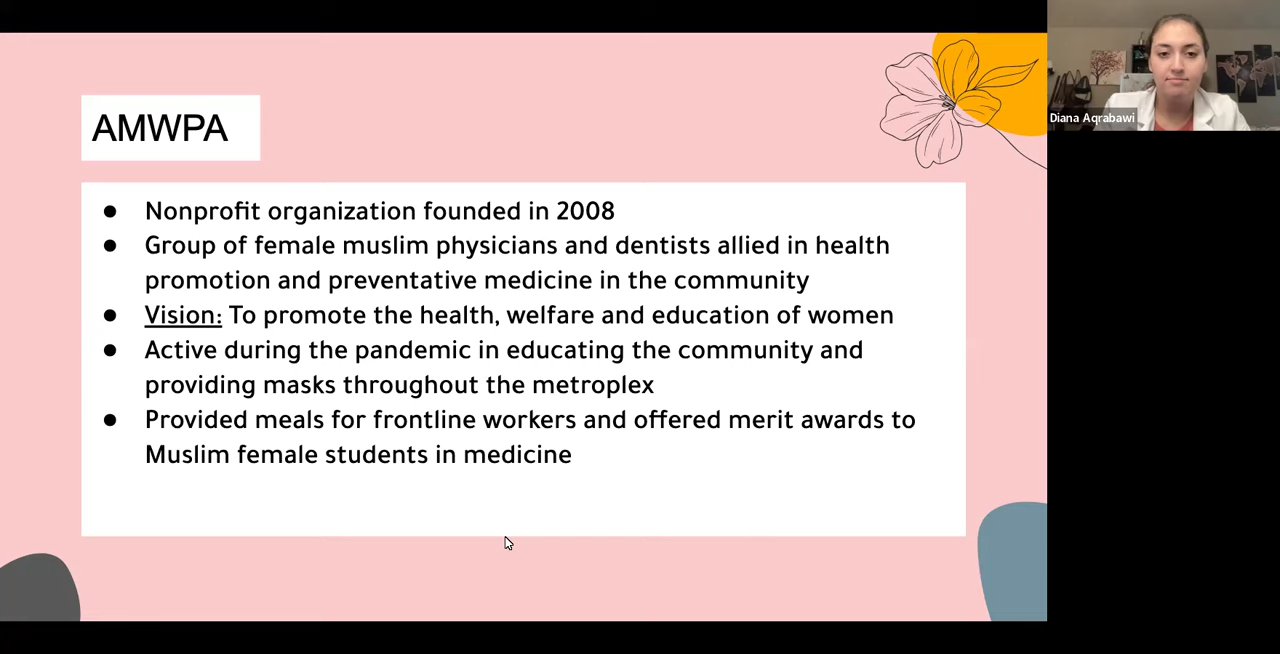 AMWPA
● Nonprofit organization founded in 2008
● Group of female muslim physicians and dentists allied in health
promotion and preventative medicine in the community
● Vision: To promote the health, welfare and education of women
● Active during the pandemic in educating the community and
providing masks throughout the metroplex
● Provided meals for frontline workers and offered merit awards to
Muslim female students in medicine
Diana Aqrabawi